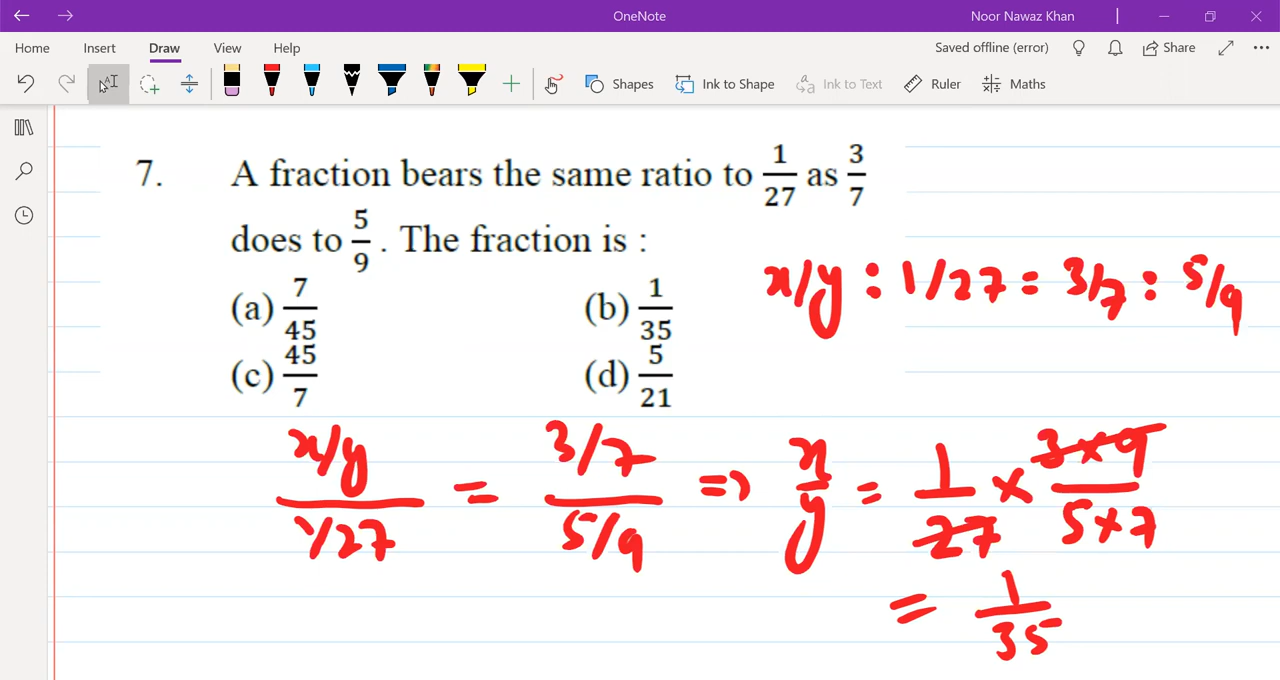 OneNote
Noor Nawaz Khan
Home Insert Draw View Help
Saved offline (error)
Share
Shapes
Ink to Shape
Ink to Text
Ruler
Maths
7. A fraction bears the same ratio to 1/27 as 3/7
does to 5/9 . The fraction is :
x/y : 1/27 = 3/7 : 5/9
(a) 7/45 (b) 1/35
(c) 45/7 (d) 5/21
x/y / 1/27 = 3/7 / 5/9 => x/y = 1/27 × 3×9 / 5×7
= 1/35